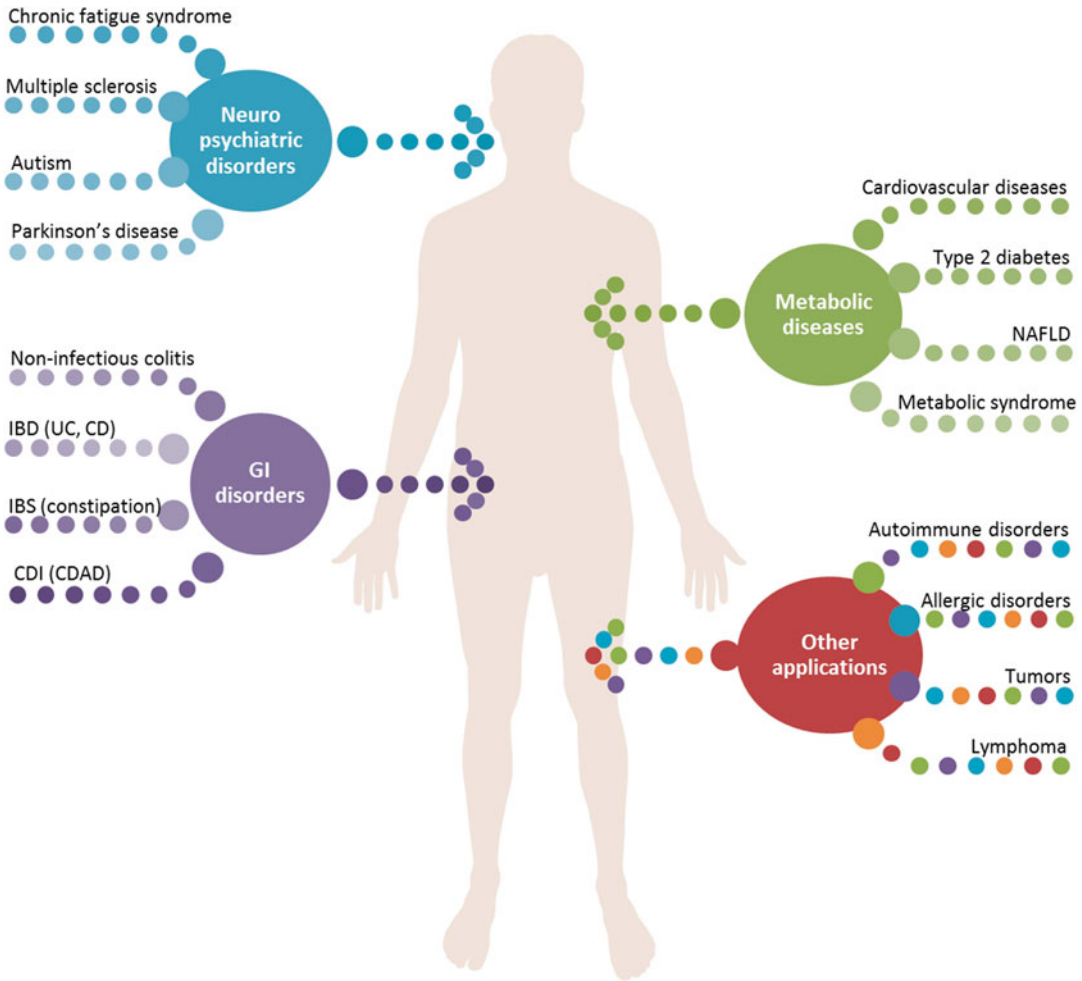 Chronic fatigue syndrome
Multiple sclerosis
Autism
Parkinson's disease
Neuro
psychiatric
disorders
Cardiovascular diseases
Type 2 diabetes
NAFLD
Metabolic syndrome
Metabolic
diseases
Non-infectious colitis
IBD (UC, CD)
IBS (constipation)
CDI (CDAD)
GI
disorders
Autoimmune disorders
Allergic disorders
Tumors
Lymphoma
Other
applications